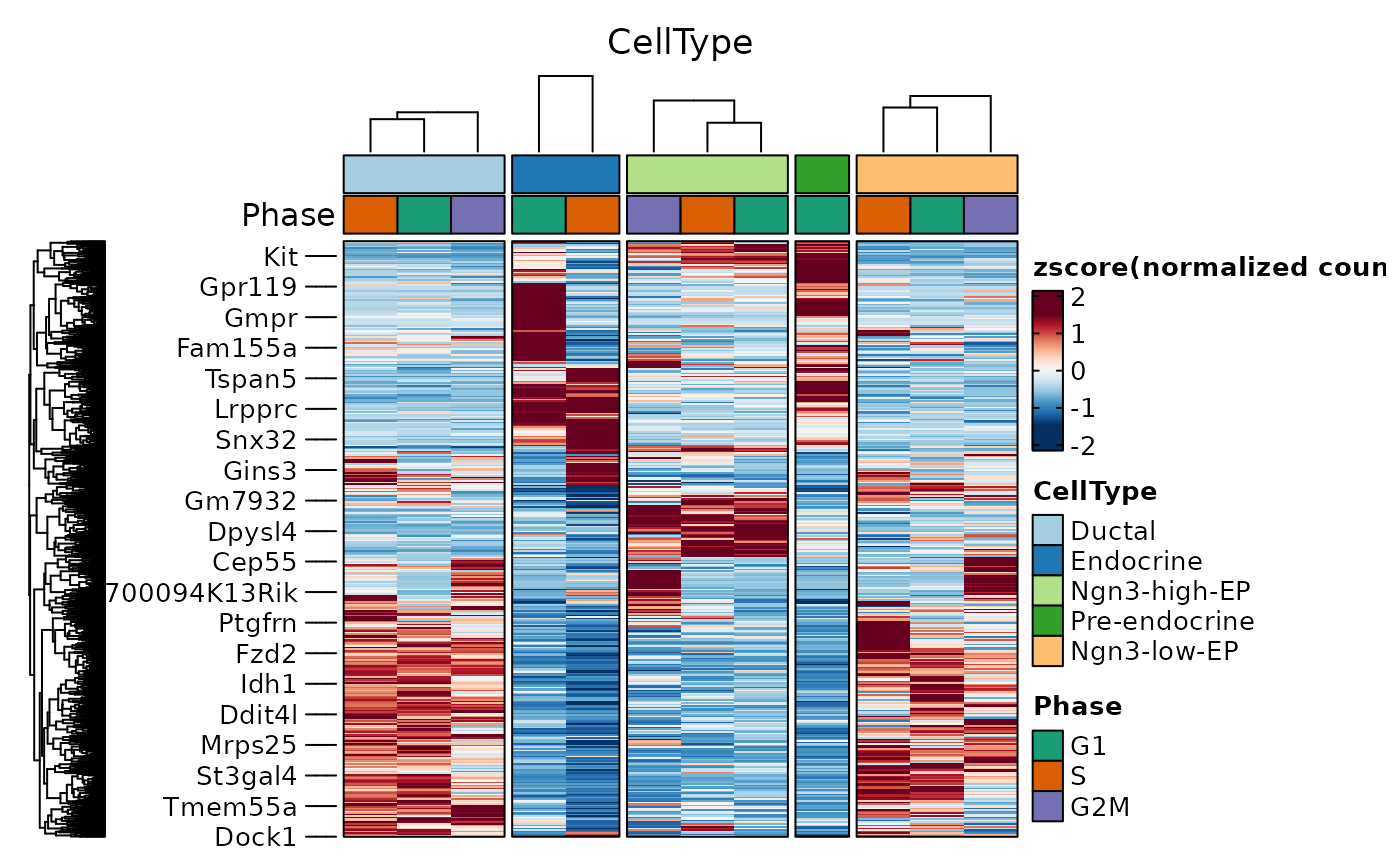 CellType
Phase
Kit
Gpr119
Gmpr
Fam155a
Tspan5
Lrpprc
Snx32
Gins3
Gm7932
Dpysl4
Cep55
700094K13Rik
Ptgfrn
Fzd2
Idh1
Ddit4l
Mrps25
St3gal4
Tmem55a
Dock1
zscore(normalized coun
2
1
0
-1
-2
CellType
Ductal
Endocrine
Ngn3-high-EP
Pre-endocrine
Ngn3-low-EP
Phase
G1
S
G2M